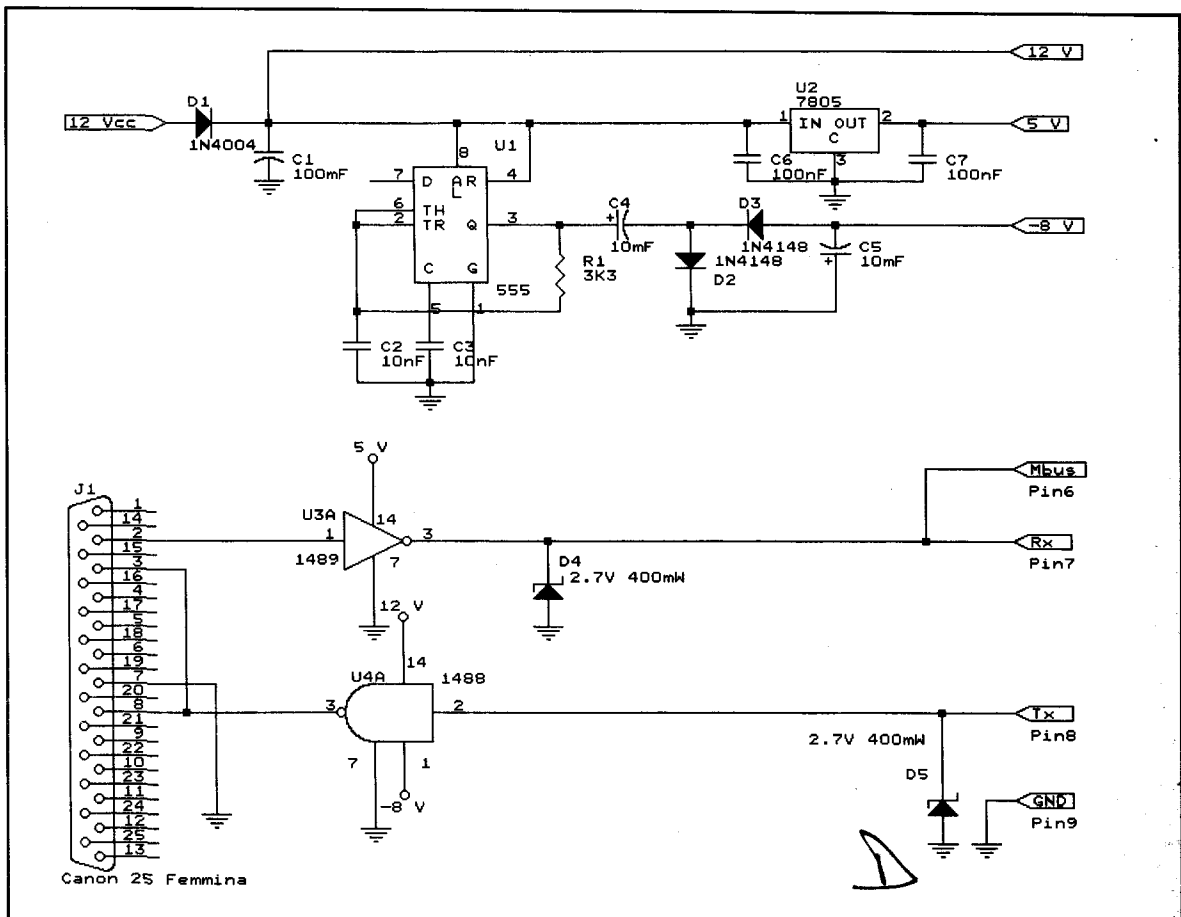 12 V
U2
7805
D1
12 Vcc
1 IN OUT 2
5 V
C
3
1N4004
8
U1
C1
100mF
C6
100nF
C7
100nF
7 D A R 4
L
6 TH
2 TR Q 3
C4
+
10mF
D3
1N4148
-8 V
C5
10mF
+
R1
3K3
1N4148
D2
C G
555
5 1
C2
10nF
C3
10nF
5 V
Mbus
Pin6
J1
1
14
2
15
3
16
4
17
5
18
6
19
7
20
8
21
9
22
10
23
11
24
12
25
13
U3A
14
1 3
1489
7
Rx
Pin7
D4
2.7V 400mW
12 V
14
U4A
1488
3 2
7 1
-8 V
Tx
Pin8
2.7V 400mW
D5
GND
Pin9
Canon 25 Femmina